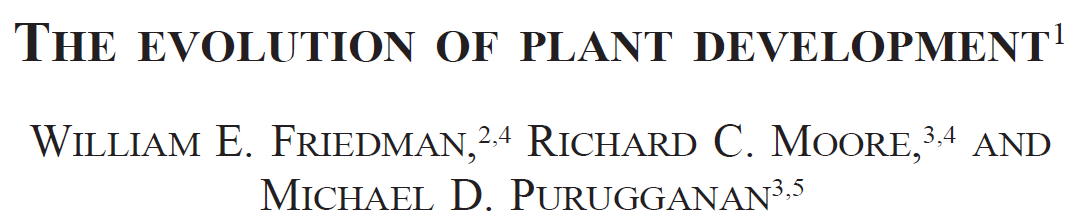 THE EVOLUTION OF PLANT DEVELOPMENT¹
WILLIAM E. FRIEDMAN,²,⁴ RICHARD C. MOORE,³,⁴ AND
MICHAEL D. PURUGGANAN³,⁵